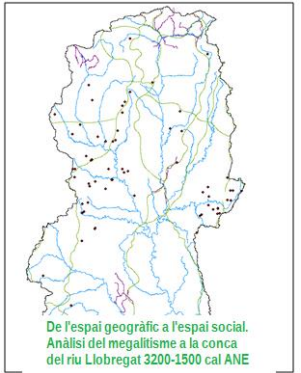 De l'espai geogràfic a l'espai social.
Anàlisi del megalitisme a la conca
del riu Llobregat 3200-1500 cal ANE